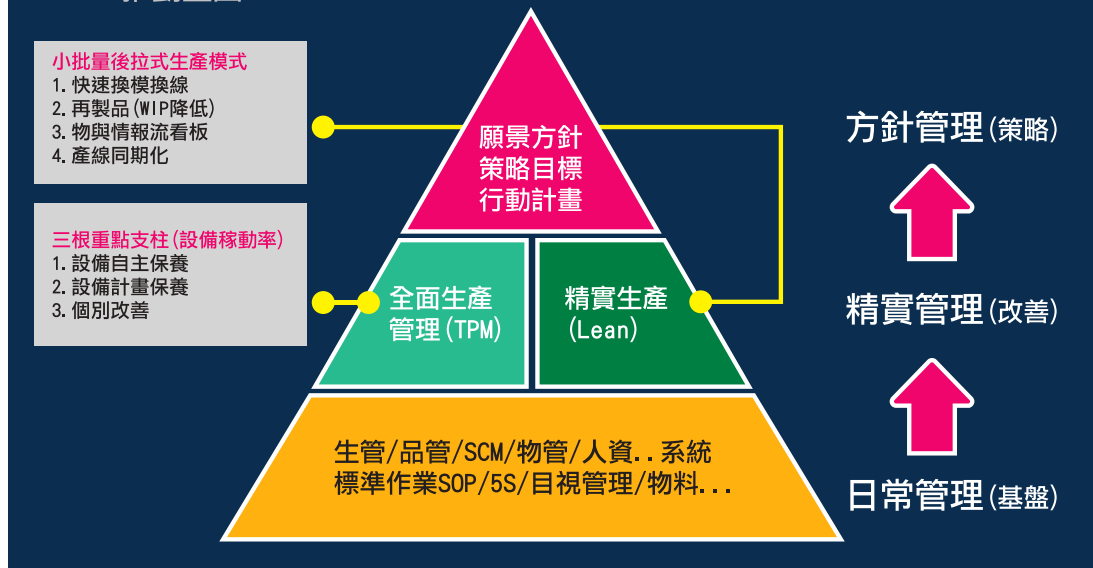 小批量後拉式生產模式
1. 快速換模換線
2. 再製品(WIP降低)
3. 物與情報流看板
4. 產線同期化
三根重點支柱(設備稼動率)
1. 設備自主保養
2. 設備計畫保養
3. 個別改善
願景方針
策略目標
行動計畫
全面生產
管理(TPM)
精實生產
(Lean)
生管/品管/SCM/物管/人資..系統
標準作業SOP/5S/目視管理/物料...
方針管理(策略)
精實管理(改善)
日常管理(基盤)